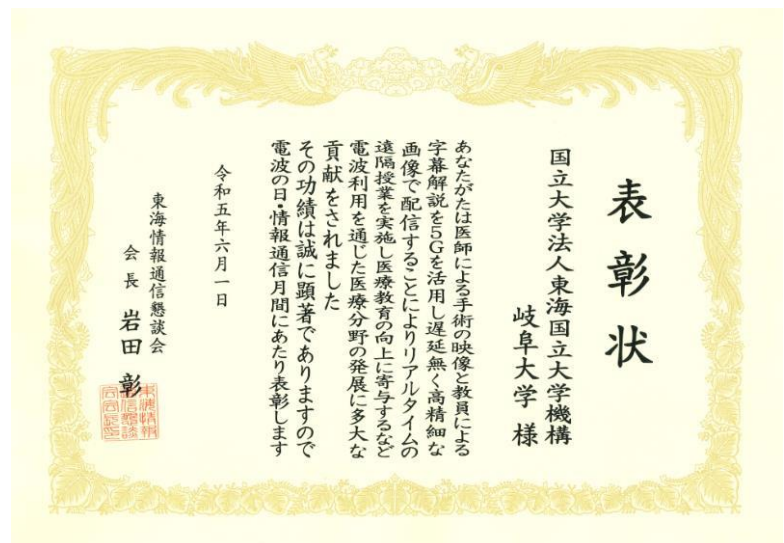 表彰状
国立大学法人東海国立大学機構
岐阜大学 様
あなたがたは医師による手術の映像と教員による
字幕解説を5Gを活用し遅延無く高精細な
画像で配信することによりリアルタイムの
遠隔授業を実施し医療教育の向上に寄与するなど
電波利用を通じた医療分野の発展に多大な
貢献をされました
その功績は誠に顕著でありますので
電波の日・情報通信月間にあたり表彰します
令和五年六月一日
東海情報通信懇談会
会長 岩田 彰